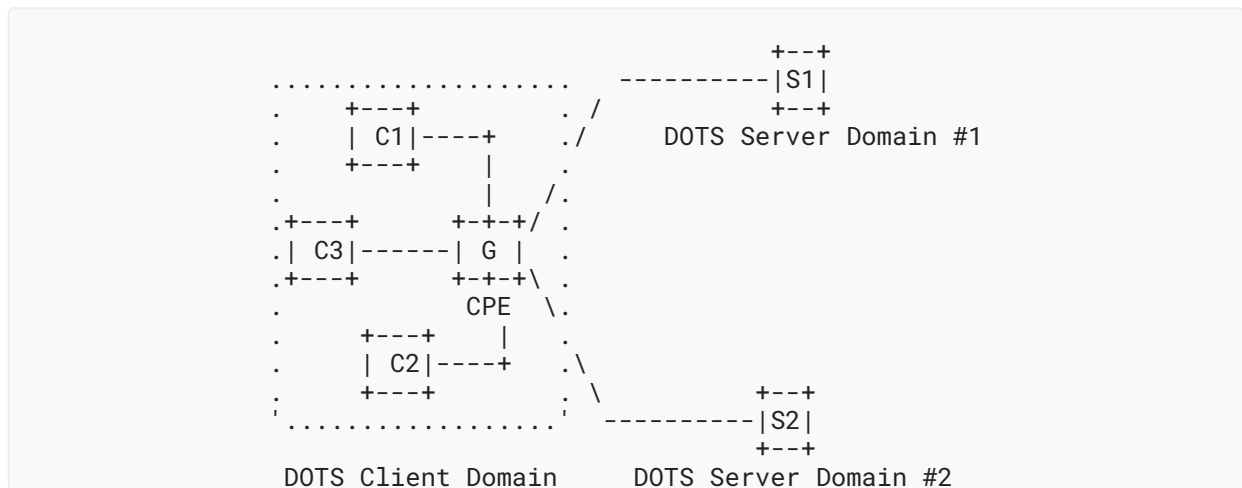 +--+
 ....................   ----------|S1|
.    +---+          . /           +--+
.    | C1|----+     ./     DOTS Server Domain #1
.    +---+    |     .
.             |    /.
.+---+      +-+-+/  .
.| C3|------| G |   .
.+---+      +-+-+\  .
.            CPE  \.
.     +---+    |    .
.     | C2|----+    .\
.     +---+         . \          +--+
'..................'  ----------|S2|
                                 +--+
DOTS Client Domain     DOTS Server Domain #2